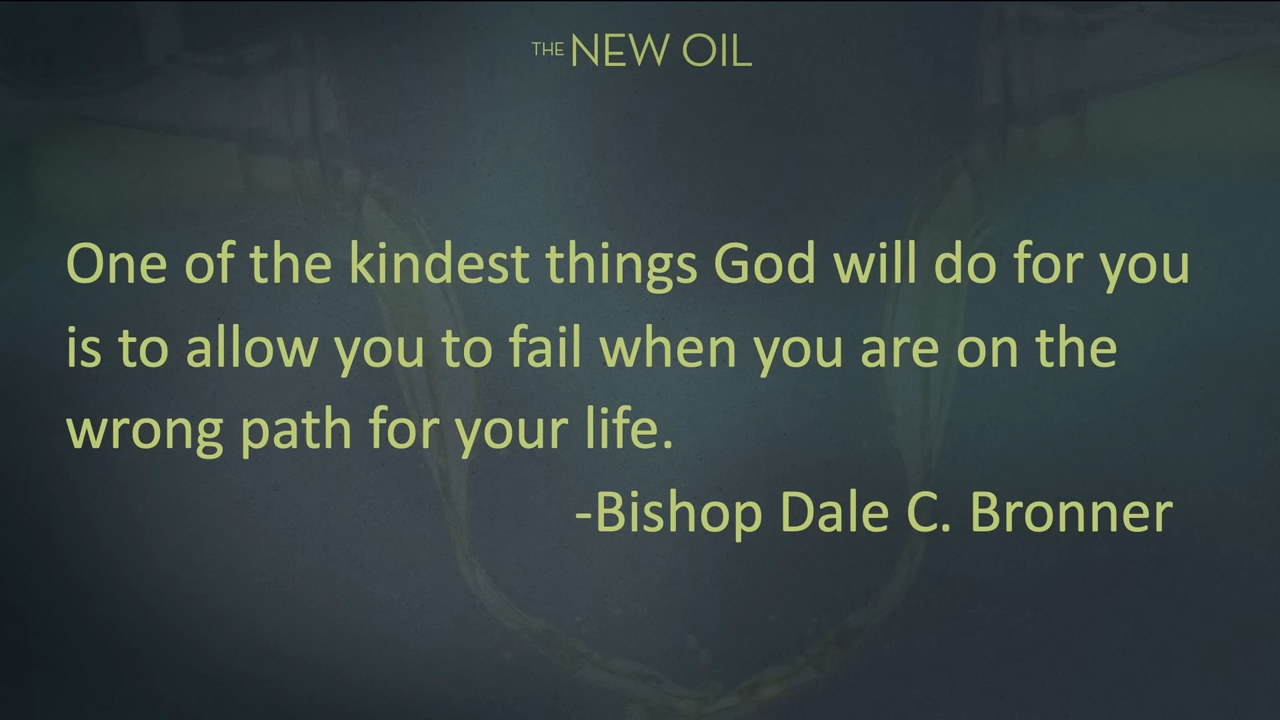 THE NEW OIL
One of the kindest things God will do for you
is to allow you to fail when you are on the
wrong path for your life.
-Bishop Dale C. Bronner